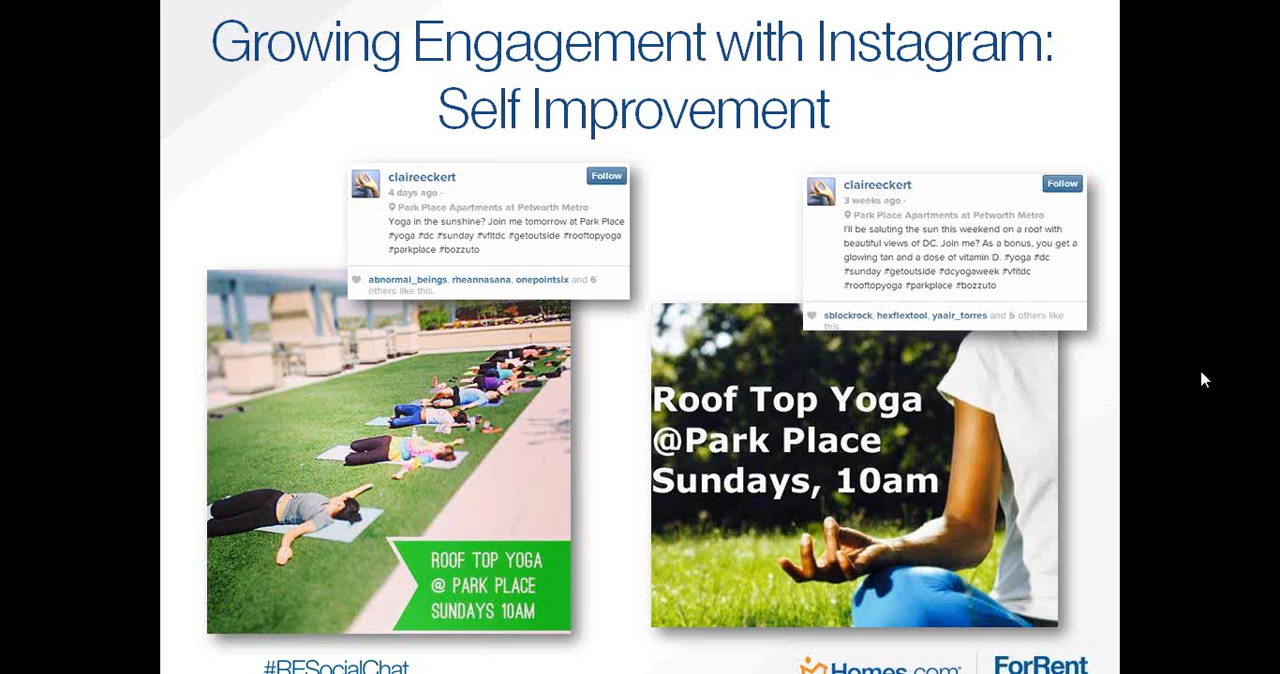 Growing Engagement with Instagram:
Self Improvement
claireeckert
Follow
4 days ago ·
Park Place Apartments at Petworth Metro
Yoga in the sunshine? Join me tomorrow at Park Place
#yoga #dc #sunday #vfitdc #getoutside #rooftopyoga
#parkplace #bozzuto
abnormal_beings, rheannasana, onepointsix and 6
others like this.
ROOF TOP YOGA
@ PARK PLACE
SUNDAYS 10AM
claireeckert
Follow
3 weeks ago ·
Park Place Apartments at Petworth Metro
I'll be saluting the sun this weekend on a roof with
beautiful views of DC. Join me? As a bonus, you get a
glowing tan and a dose of vitamin D. #yoga #dc
#sunday #getoutside #dcyogaweek #vfitdc
#rooftopyoga #parkplace #bozzuto
sblockrock, hexflextool, yaair_torres and 5 others like
this.
Roof Top Yoga
@Park Place
Sundays, 10am
#RESocialChat
Homes.com
ForRent